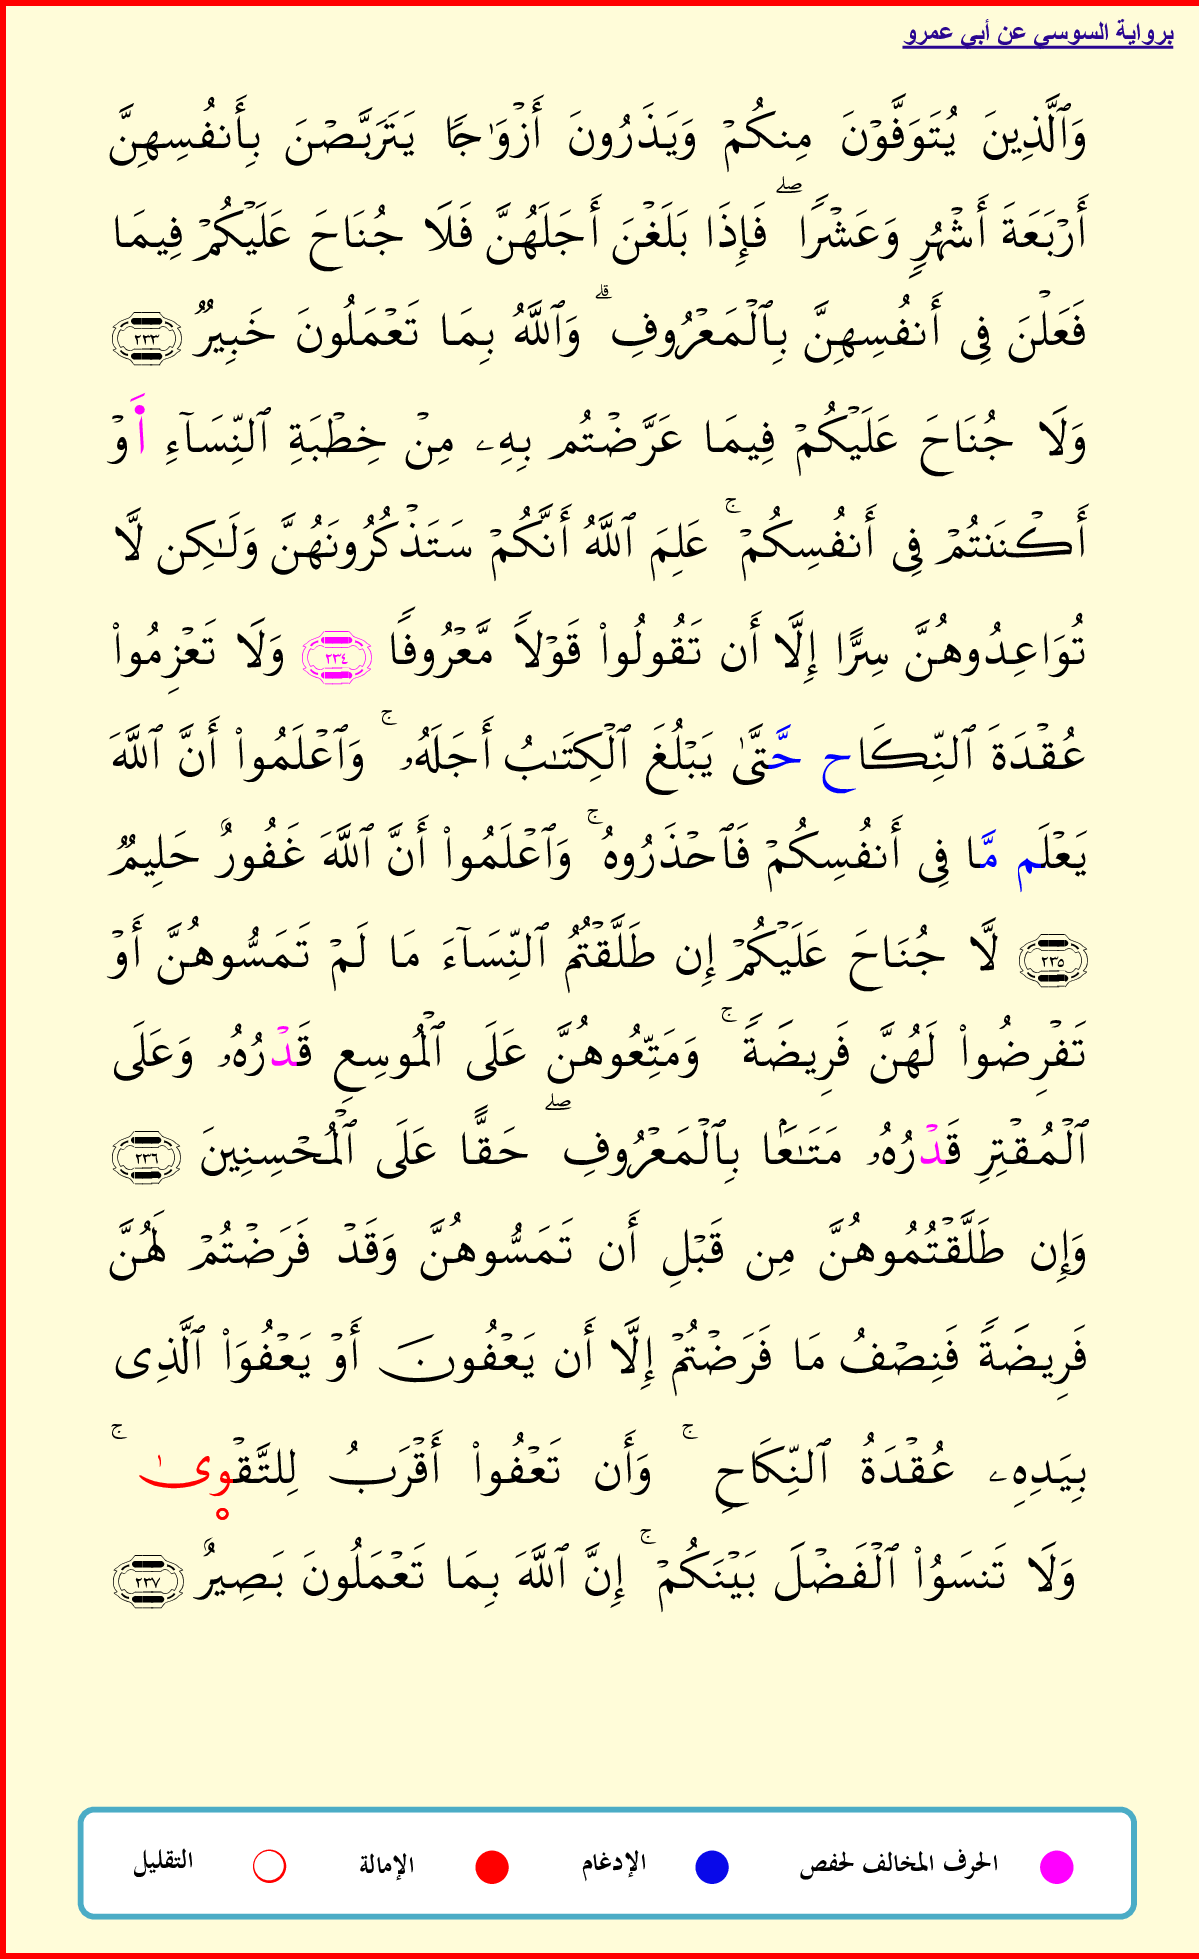 برواية السوسي عن أبي عمرو
وَٱلَّذِينَ يُتَوَفَّوۡنَ مِنكُمۡ وَيَذَرُونَ أَزۡوَٰجٗا يَتَرَبَّصۡنَ بِأَنفُسِهِنَّ
أَرۡبَعَةَ أَشۡهُرٖ وَعَشۡرٗاۖ فَإِذَا بَلَغۡنَ أَجَلَهُنَّ فَلَا جُنَاحَ عَلَيۡكُمۡ فِيمَا
فَعَلۡنَ فِي أَنفُسِهِنَّ بِٱلۡمَعۡرُوفِۗ وَٱللَّهُ بِمَا تَعۡمَلُونَ خَبِيرٞ ٢٣٣
وَلَا جُنَاحَ عَلَيۡكُمۡ فِيمَا عَرَّضۡتُم بِهِۦ مِنۡ خِطۡبَةِ ٱلنِّسَآءِ أَ۬وۡ
أَكۡنَنتُمۡ فِي أَنفُسِكُمۡۚ عَلِمَ ٱللَّهُ أَنَّكُمۡ سَتَذۡكُرُونَهُنَّ وَلَٰكِن لَّا
تُوَاعِدُوهُنَّ سِرًّا إِلَّا أَن تَقُولُواْ قَوۡلٗا مَّعۡرُوفٗا ٢٣٤ وَلَا تَعۡزِمُواْ
عُقۡدَةَ ٱلنِّكَاح حَّتَّىٰ يَبۡلُغَ ٱلۡكِتَٰبُ أَجَلَهُۥۚ وَٱعۡلَمُواْ أَنَّ ٱللَّهَ
يَعۡلَم مَّا فِي أَنفُسِكُمۡ فَٱحۡذَرُوهُۚ وَٱعۡلَمُواْ أَنَّ ٱللَّهَ غَفُورٌ حَلِيمٞ
٢٣٥ لَّا جُنَاحَ عَلَيۡكُمۡ إِن طَلَّقۡتُمُ ٱلنِّسَآءَ مَا لَمۡ تَمَسُّوهُنَّ أَوۡ
تَفۡرِضُواْ لَهُنَّ فَرِيضَةٗۚ وَمَتِّعُوهُنَّ عَلَى ٱلۡمُوسِعِ قَدۡرُهُۥ وَعَلَى
ٱلۡمُقۡتِرِ قَدۡرُهُۥ مَتَٰعَۢا بِٱلۡمَعۡرُوفِۖ حَقًّا عَلَى ٱلۡمُحۡسِنِينَ ٢٣٦
وَإِن طَلَّقۡتُمُوهُنَّ مِن قَبۡلِ أَن تَمَسُّوهُنَّ وَقَدۡ فَرَضۡتُمۡ لَهُنَّ
فَرِيضَةٗ فَنِصۡفُ مَا فَرَضۡتُمۡ إِلَّا أَن يَعۡفُونَ أَوۡ يَعۡفُوَاْ ٱلَّذِي
بِيَدِهِۦ عُقۡدَةُ ٱلنِّكَاحِۚ وَأَن تَعۡفُواْ أَقۡرَبُ لِلتَّقۡوىٰۚ
وَلَا تَنسَوُاْ ٱلۡفَضۡلَ بَيۡنَكُمۡۚ إِنَّ ٱللَّهَ بِمَا تَعۡمَلُونَ بَصِيرٌ ٢٣٧
الحرف المخالف لحفص الإدغام الإمالة التقليل